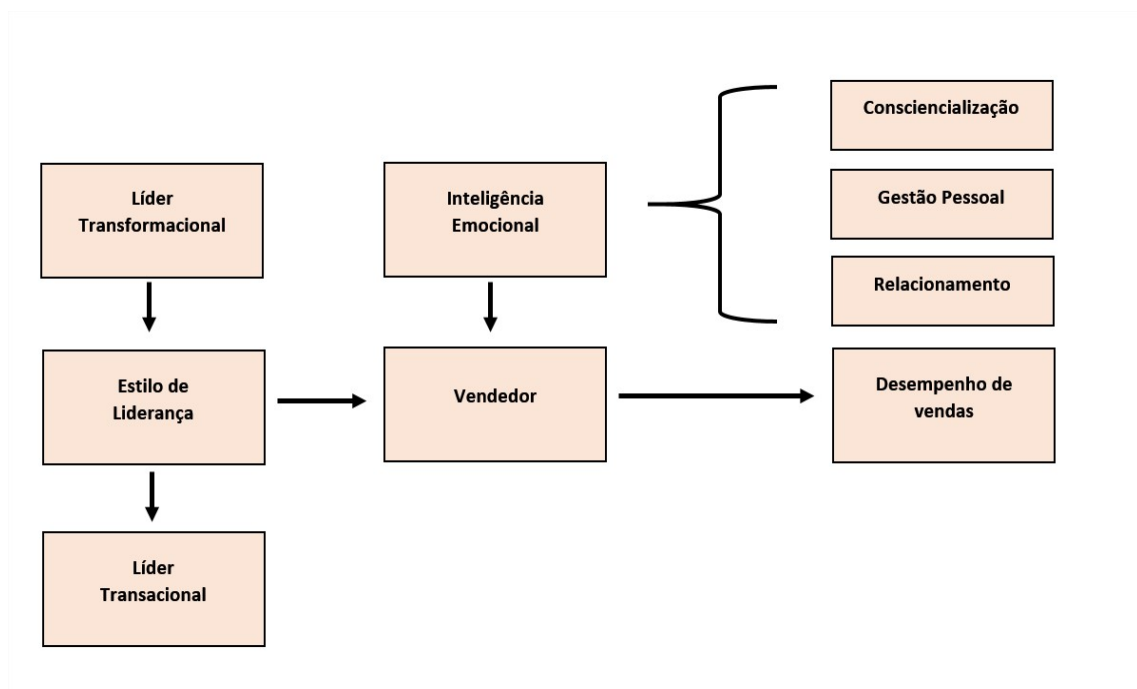 Consciencialização
Líder
Transformacional
Inteligência
Emocional
Gestão Pessoal
Relacionamento
Estilo de
Liderança
Vendedor
Desempenho de
vendas
Líder
Transacional